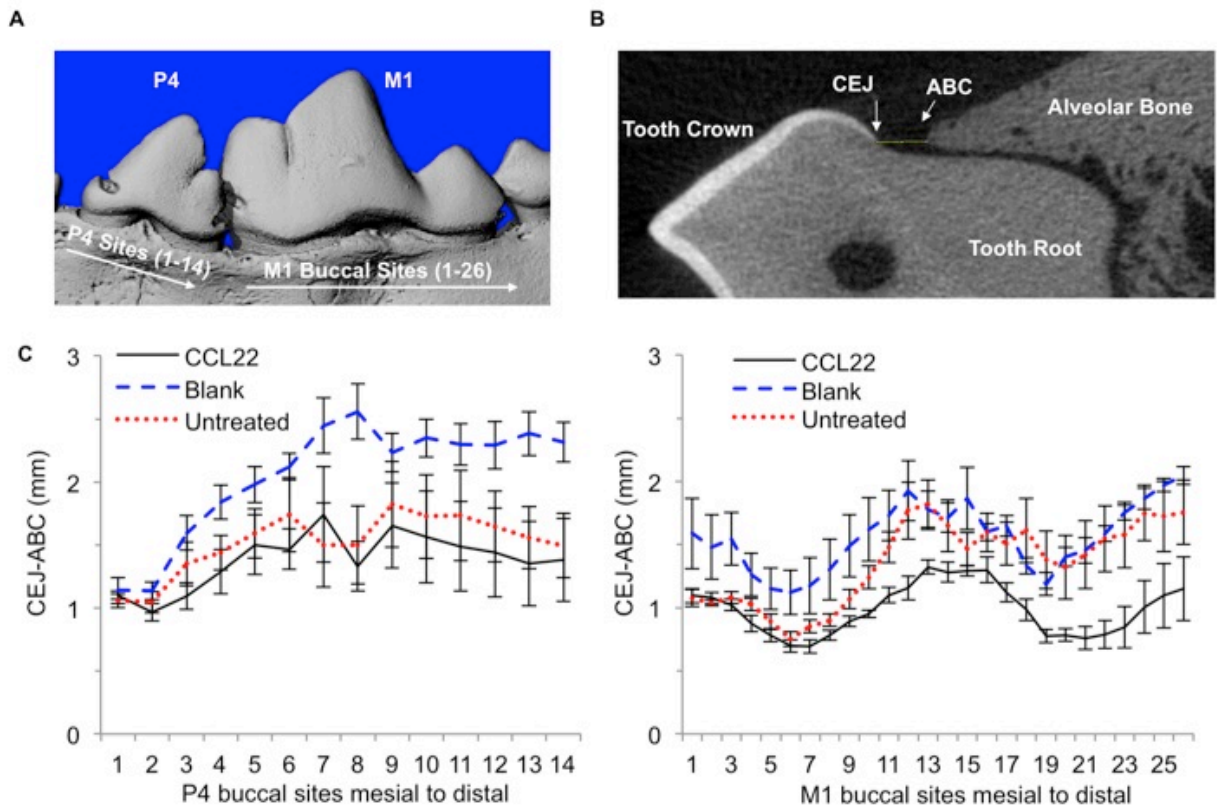 A
P4
M1
P4 Sites (1-14)
M1 Buccal Sites (1-26)
B
CEJ
ABC
Alveolar Bone
Tooth Crown
Tooth Root
C
3
2
1
0
CEJ-ABC (mm)
CCL22
Blank
Untreated
1 2 3 4 5 6 7 8 9 10 11 12 13 14
P4 buccal sites mesial to distal
3
2
1
0
CEJ-ABC (mm)
CCL22
Blank
Untreated
1 3 5 7 9 11 13 15 17 19 21 23 25
M1 buccal sites mesial to distal